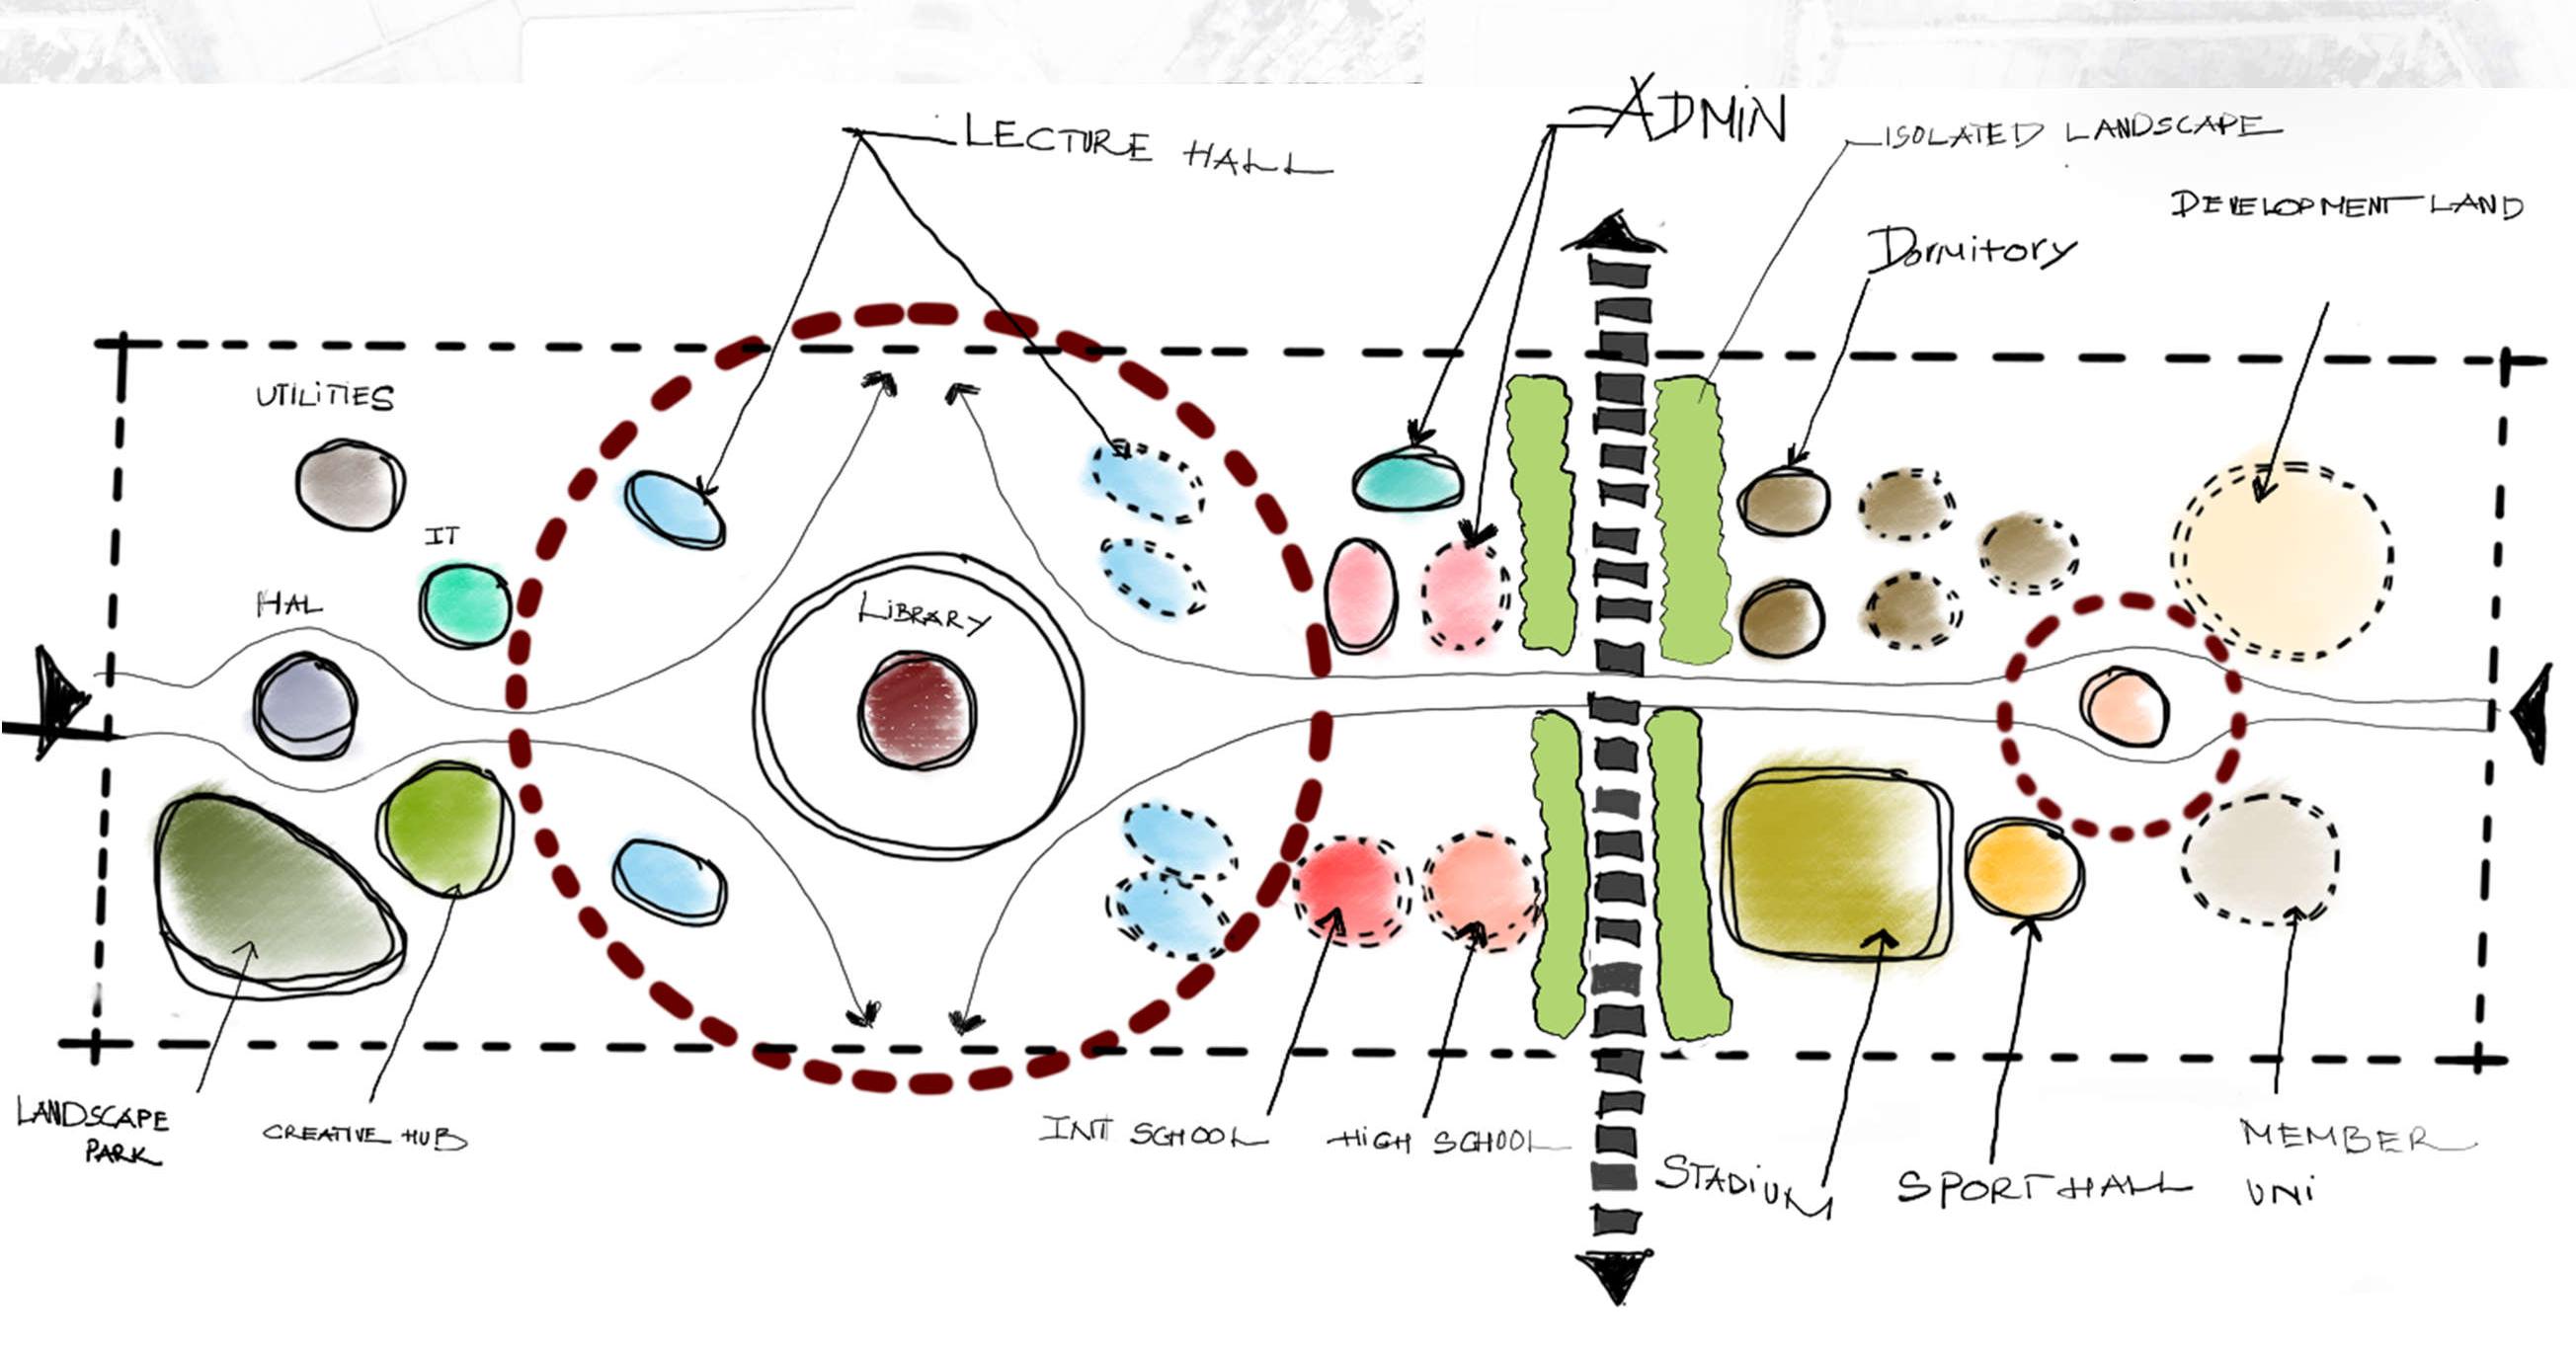 ADMIN
LECTURE HALL
ISOLATED LANDSCAPE
DEVELOPMENT LAND
Dormitory
UTILITIES
IT
HAL
LIBRARY
LANDSCAPE
PARK
CREATIVE HUB
INT SCHOOL
HIGH SCHOOL
STADIUM
SPORT HALL
MEMBER
UNI